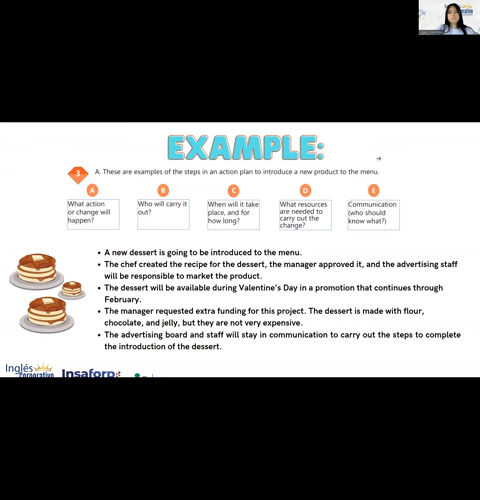 EXAMPLE:
3 A. These are examples of the steps in an action plan to introduce a new product to the menu.
A B C D E
What action or change will happen?
Who will carry it out?
When will it take place, and for how long?
What resources are needed to carry out the change?
Communication (who should know what?)
• A new dessert is going to be introduced to the menu.
• The chef created the recipe for the dessert, the manager approved it, and the advertising staff
will be responsible to market the product.
• The dessert will be available during Valentine's Day in a promotion that continues through
February.
• The manager requested extra funding for this project. The dessert is made with flour,
chocolate, and jelly, but they are not very expensive.
• The advertising board and staff will stay in communication to carry out the steps to complete
the introduction of the dessert.
Inglés
corporativo
Insaforp